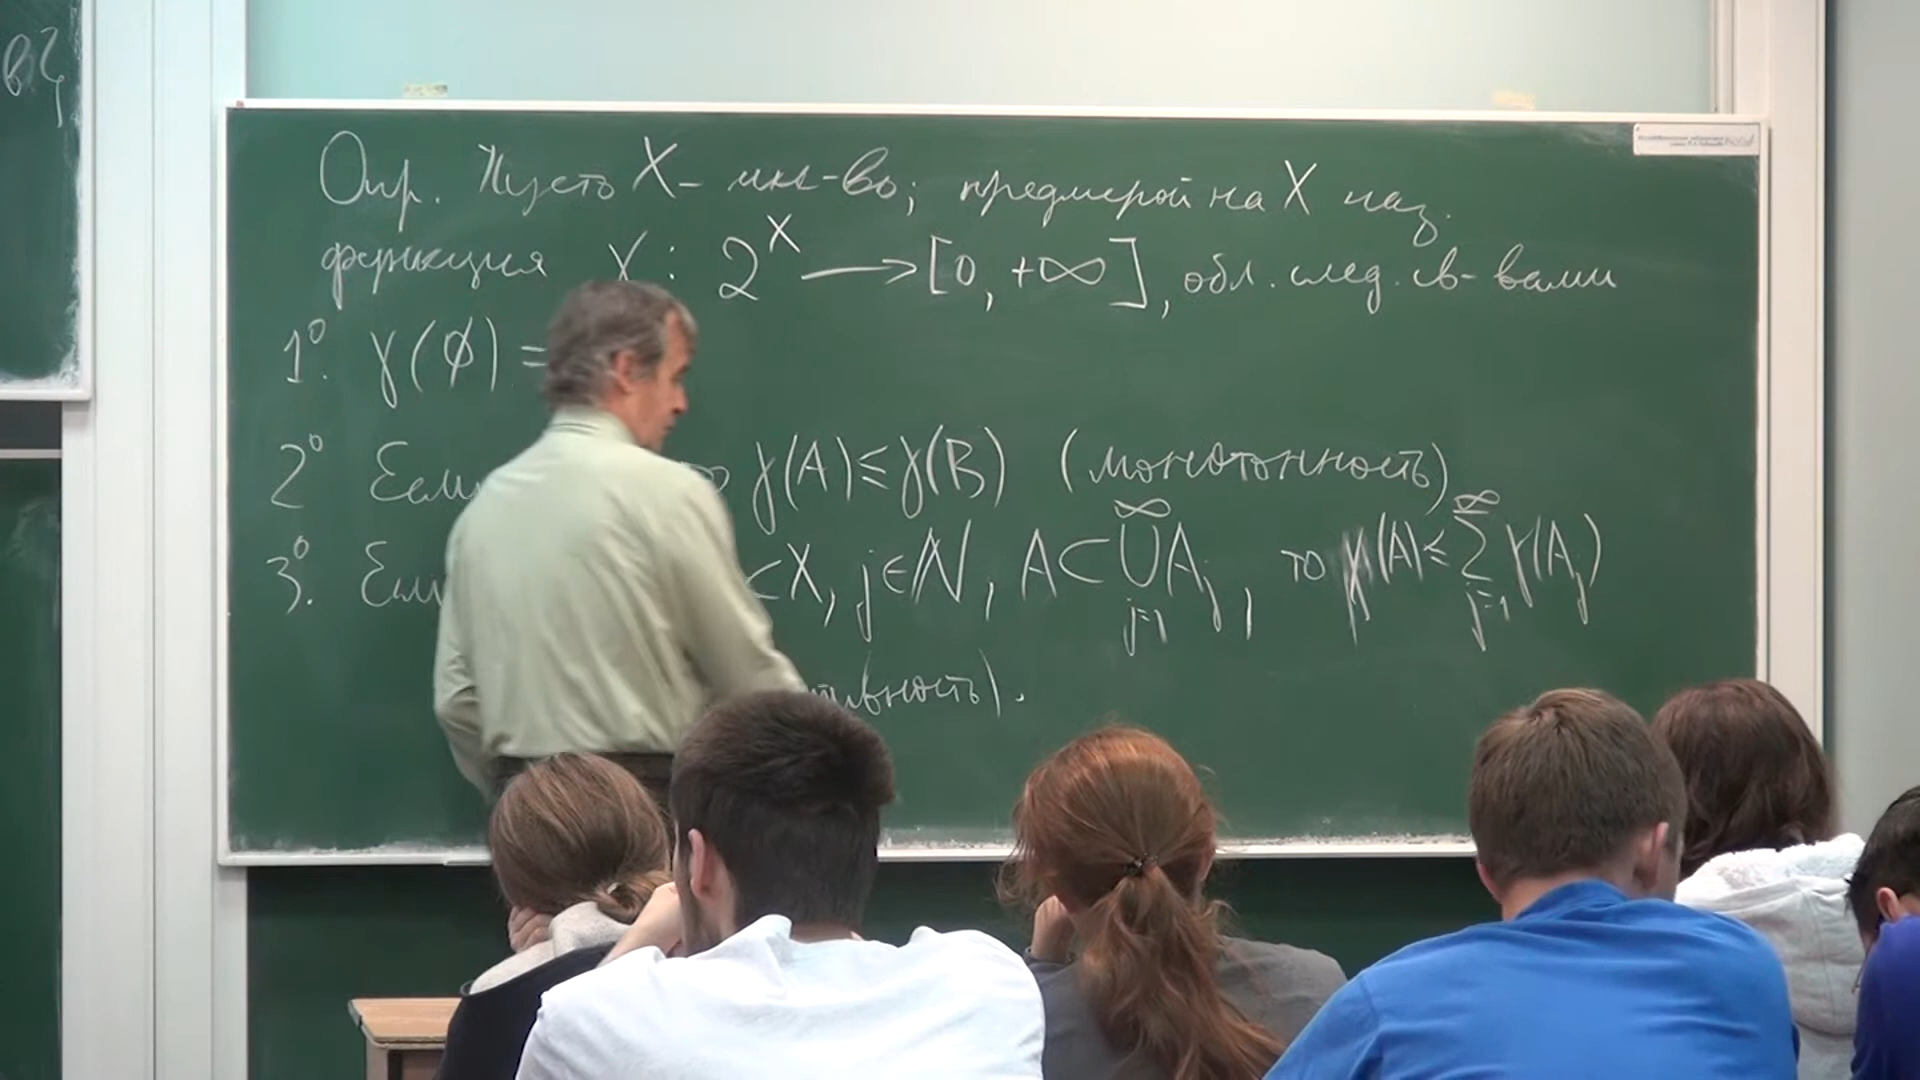 Опр. Пусть X – мн-во; предмерой на X наз.
функция γ : 2^X ⟶ [0, +∞], обл. след. св-вами
1°. γ(∅) =
2° Если то γ(A) ≤ γ(B) (монотонность)
3°. Если ⊂X, j∈ℕ, A⊂⋃_{j=1}^{∞}A_j, то γ(A) ≤ ∑_{j=1}^{∞} γ(A_j)
тивность).